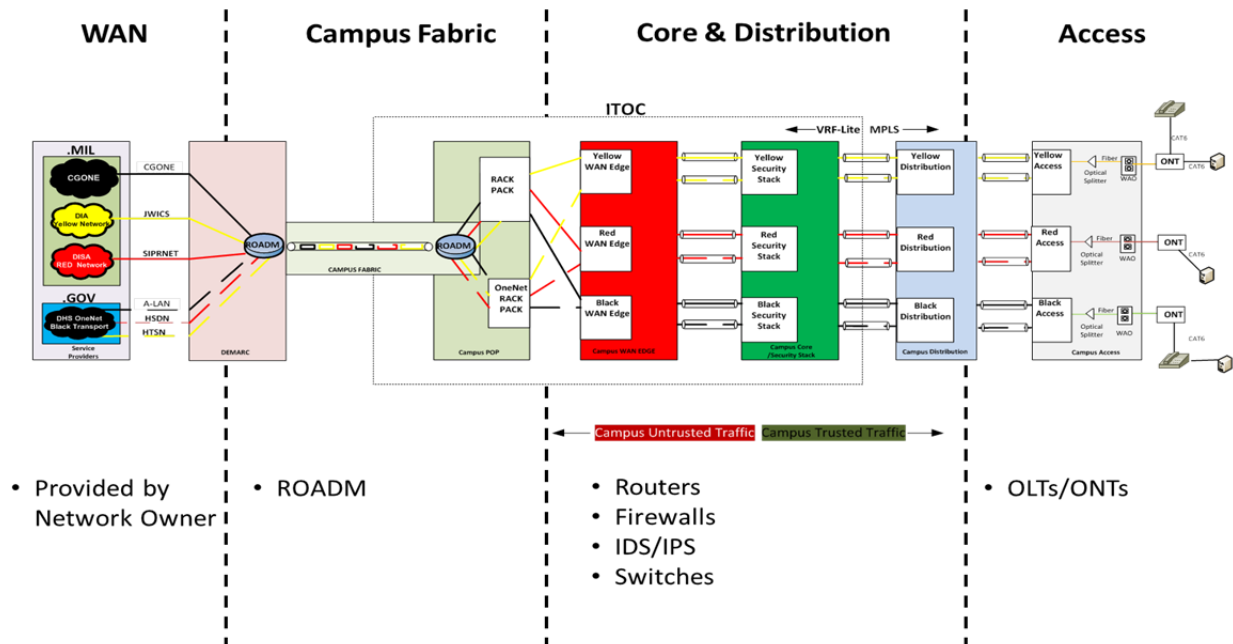 WAN
Campus Fabric
Core & Distribution
Access
ITOC
VRF-Lite MPLS
.MIL
CGONE
CGONE
DIA
Yellow Network
JWICS
DISA
RED Network
SIPRNET
.GOV
DHS OneNet
Black Transport
A-LAN
HSDN
HTSN
Service
Providers
ROADM
DEMARC
CAMPUS FABRIC
ROADM
RACK
PACK
OneNet
RACK
PACK
Campus POP
Yellow
WAN Edge
Red
WAN Edge
Black
WAN Edge
Campus WAN EDGE
Yellow
Security
Stack
Red
Security
Stack
Black
Security
Stack
Campus Core
/Security Stack
Yellow
Distribution
Red
Distribution
Black
Distribution
Campus Distribution
Yellow
Access
Fiber
Optical
Splitter
WAO
ONT
CAT6
CAT6
Red
Access
Fiber
Optical
Splitter
WAO
ONT
CAT6
Black
Access
Fiber
Optical
Splitter
WAO
ONT
CAT6
Campus Access
Campus Untrusted Traffic
Campus Trusted Traffic
• Provided by
Network Owner
• ROADM
• Routers
• Firewalls
• IDS/IPS
• Switches
• OLTs/ONTs